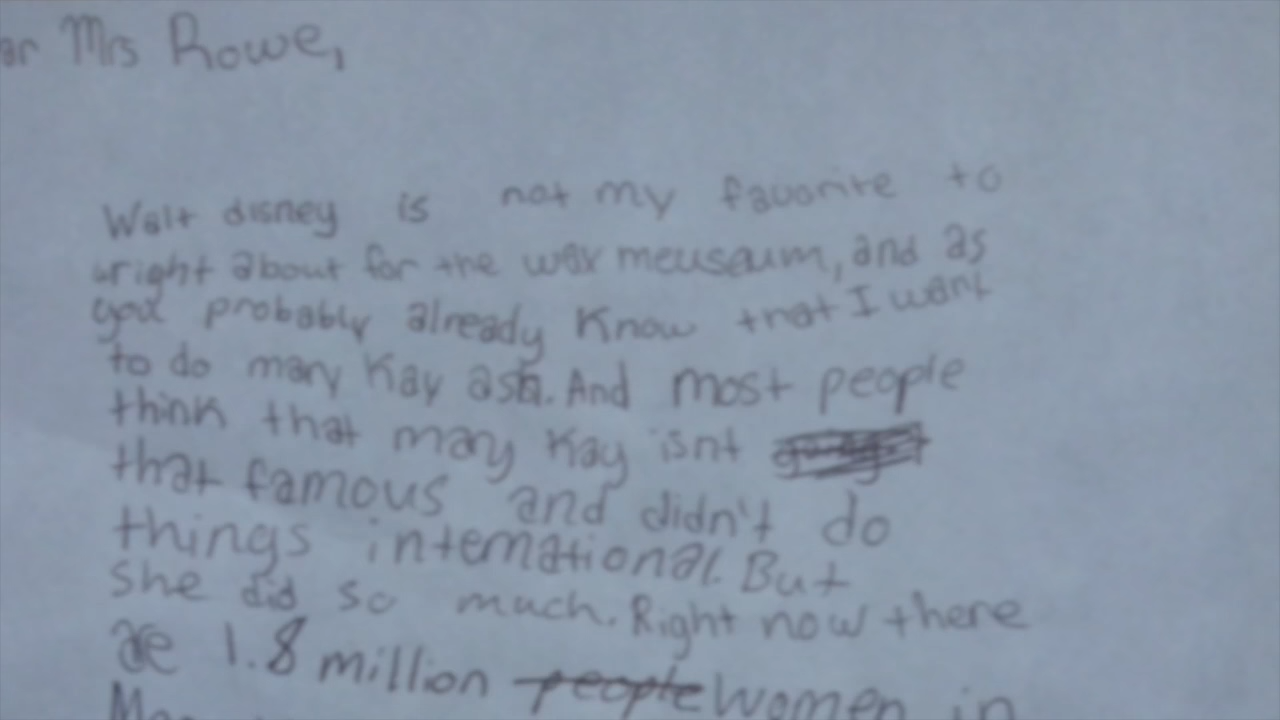 ar Mrs Rowe,
Walt disney is not my favorite to
wright about for the wax meuseaum, and as
you probably already know that I want
to do mary Kay ash. And most people
think that mary Kay isnt
that famous and didn't do
things international. But
she did so much. Right now there
are 1.8 million people women in